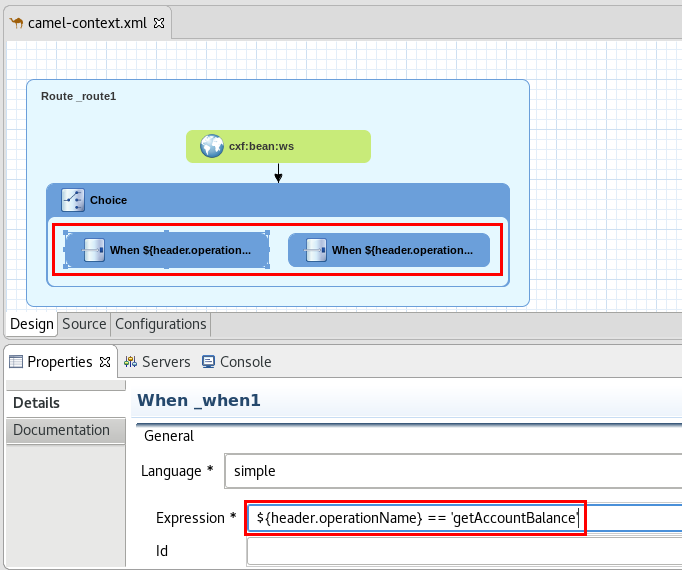 camel-context.xml
Route _route1
cxf:bean:ws
Choice
When ${header.operation... When ${header.operation...
Design Source Configurations
Properties Servers Console
Details
Documentation
When _when1
General
Language * simple
Expression * ${header.operationName} == 'getAccountBalance'
Id